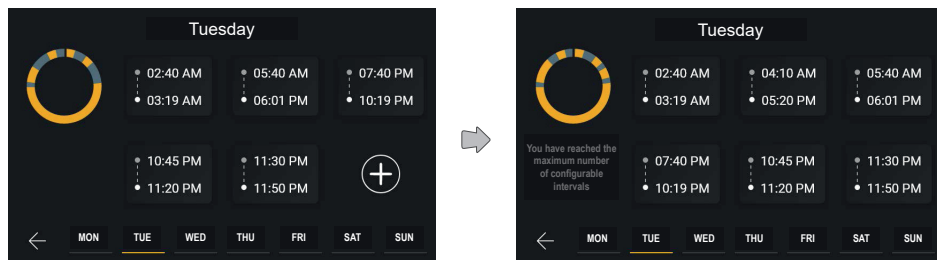 Tuesday
02:40 AM
03:19 AM
05:40 AM
06:01 PM
07:40 PM
10:19 PM
10:45 PM
11:20 PM
11:30 PM
11:50 PM
MON TUE WED THU FRI SAT SUN
Tuesday
02:40 AM
03:19 AM
04:10 AM
05:20 PM
05:40 AM
06:01 PM
You have reached the
maximum number
of configurable
intervals
07:40 PM
10:19 PM
10:45 PM
11:20 PM
11:30 PM
11:50 PM
MON TUE WED THU FRI SAT SUN